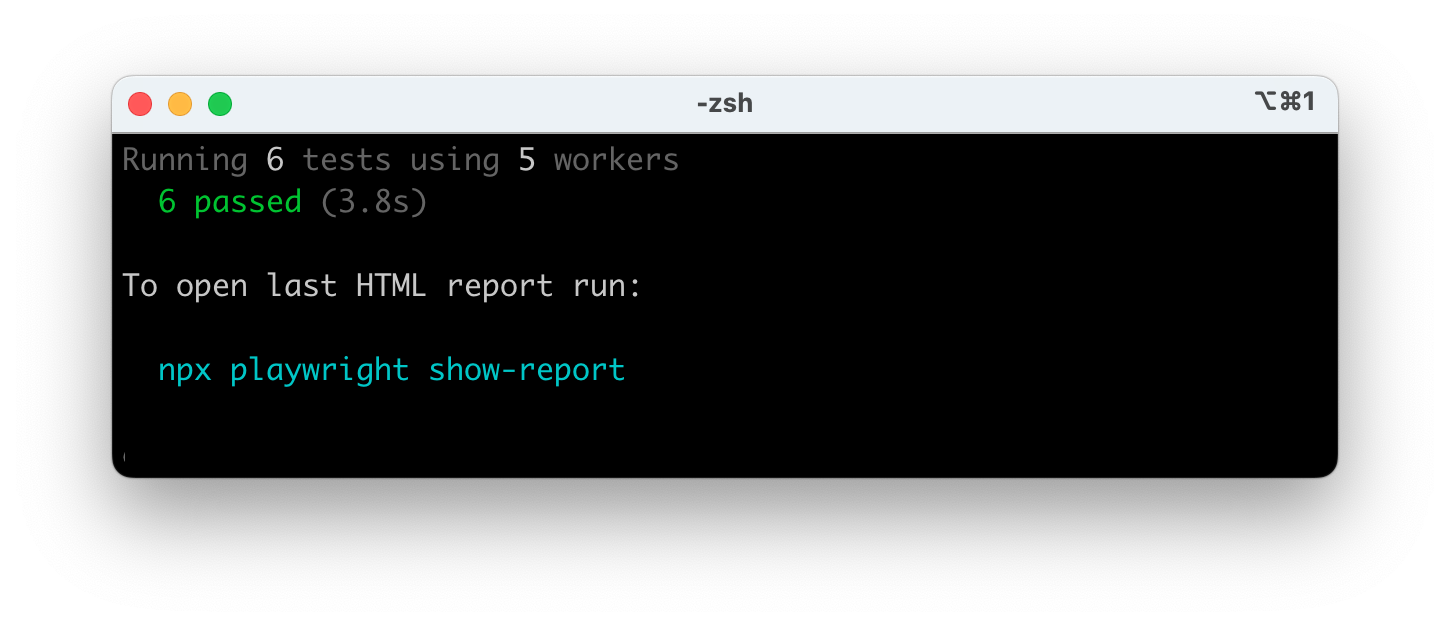 -zsh
⌥⌘1
Running 6 tests using 5 workers
6 passed (3.8s)
To open last HTML report run:
npx playwright show-report